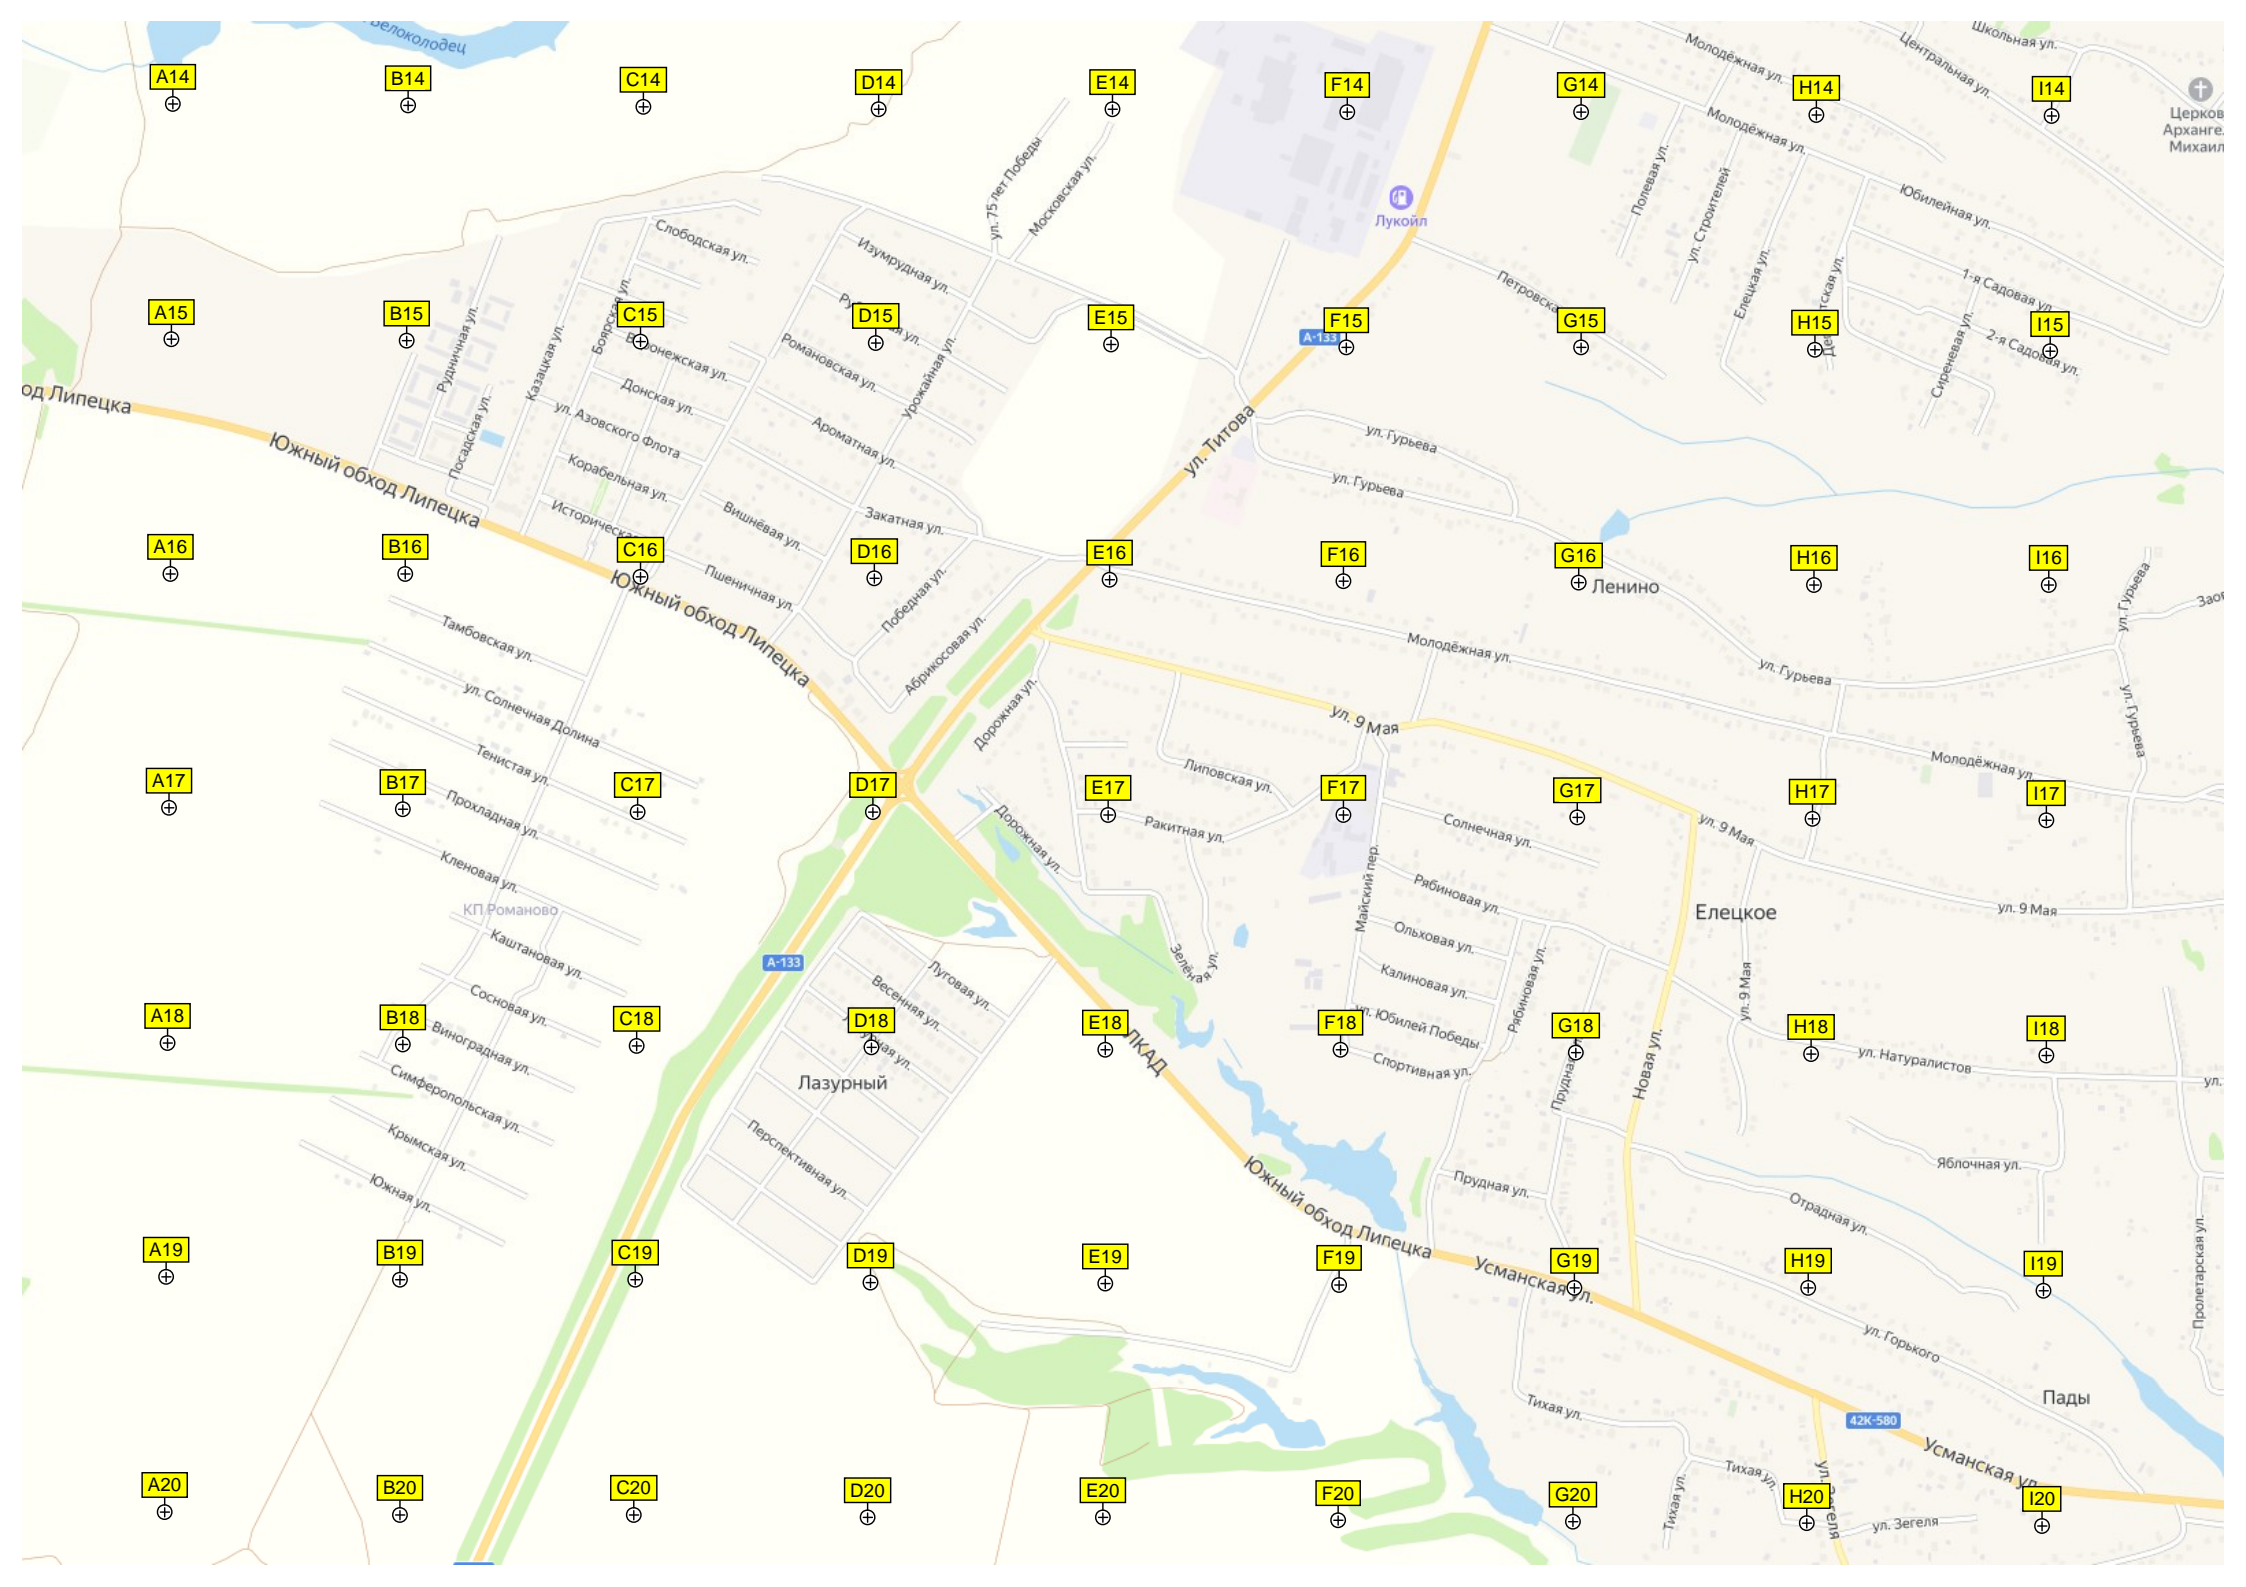 Белоколодец
Школьная ул.
Центральная ул.
Молодёжная ул.
A14
B14
C14
D14
E14
F14
G14
H14
I14
Церков
Арханге
Михаил
Молодёжная ул.
ул. 75 лет Победы
Московская ул.
Полевая ул.
ул. Строителей
Юбилейная ул.
Лукойл
Слободская ул.
Изумрудная ул.
Елецкая ул.
1-я Садовая ул.
Петровска
A15
B15
C15
D15
E15
F15
G15
H15
I15
А-133
Рудничная ул.
Казацкая ул.
Боярская ул.
Романовская ул.
Урожайная ул.
Сиреневая ул.
2-я Садовая ул.
Донская ул.
од Липецка
ул. Азовского Флота
Ароматная ул.
ул. Титова
ул. Гурьева
Посадская ул.
Южный обход Липецка
Корабельная ул.
ул. Гурьева
Вишнёвая ул.
Закатная ул.
A16
B16
C16
D16
E16
F16
G16
H16
I16
Ленино
Пшеничная ул.
Южный обход Липецка
Победная ул.
Абрикосовая ул.
ул. Гурьева
Тамбовская ул.
Молодёжная ул.
ул. Гурьева
ул. Гурьева
ул. Солнечная Долина
Дорожная ул.
ул. 9 Мая
Тенистая ул.
Липовская ул.
Молодёжная ул.
A17
B17
C17
D17
E17
F17
G17
H17
I17
Прохладная ул.
Дорожная ул.
Ракитная ул.
Солнечная ул.
ул. 9 Мая
Кленовая ул.
Майский пер.
Рябиновая ул.
КП Романово
Елецкое
ул. 9 Мая
Каштановая ул.
Ольховая ул.
А-133
Луговая ул.
Весенняя ул.
Зелёная ул.
Калиновая ул.
Рябиновая ул.
ул. 9 Мая
Сосновая ул.
A18
B18
C18
D18
E18
F18
G18
H18
I18
Виноградная ул.
ул. Юбилей Победы
ЛКАД
Спортивная ул.
Новая ул.
ул. Натуралистов
ул.
Лазурный
Симферопольская ул.
Крымская ул.
Перспективная ул.
Южная ул.
Южный обход Липецка
Прудная ул.
Яблочная ул.
Отрадная ул.
Пролетарская ул.
A19
B19
C19
D19
E19
F19
G19
H19
I19
Усманская ул.
ул. Горького
Пады
Тихая ул.
42К-580
Усманская ул.
Тихая ул.
Тихая ул.
A20
B20
C20
D20
E20
F20
G20
H20
I20
ул. Зегеля